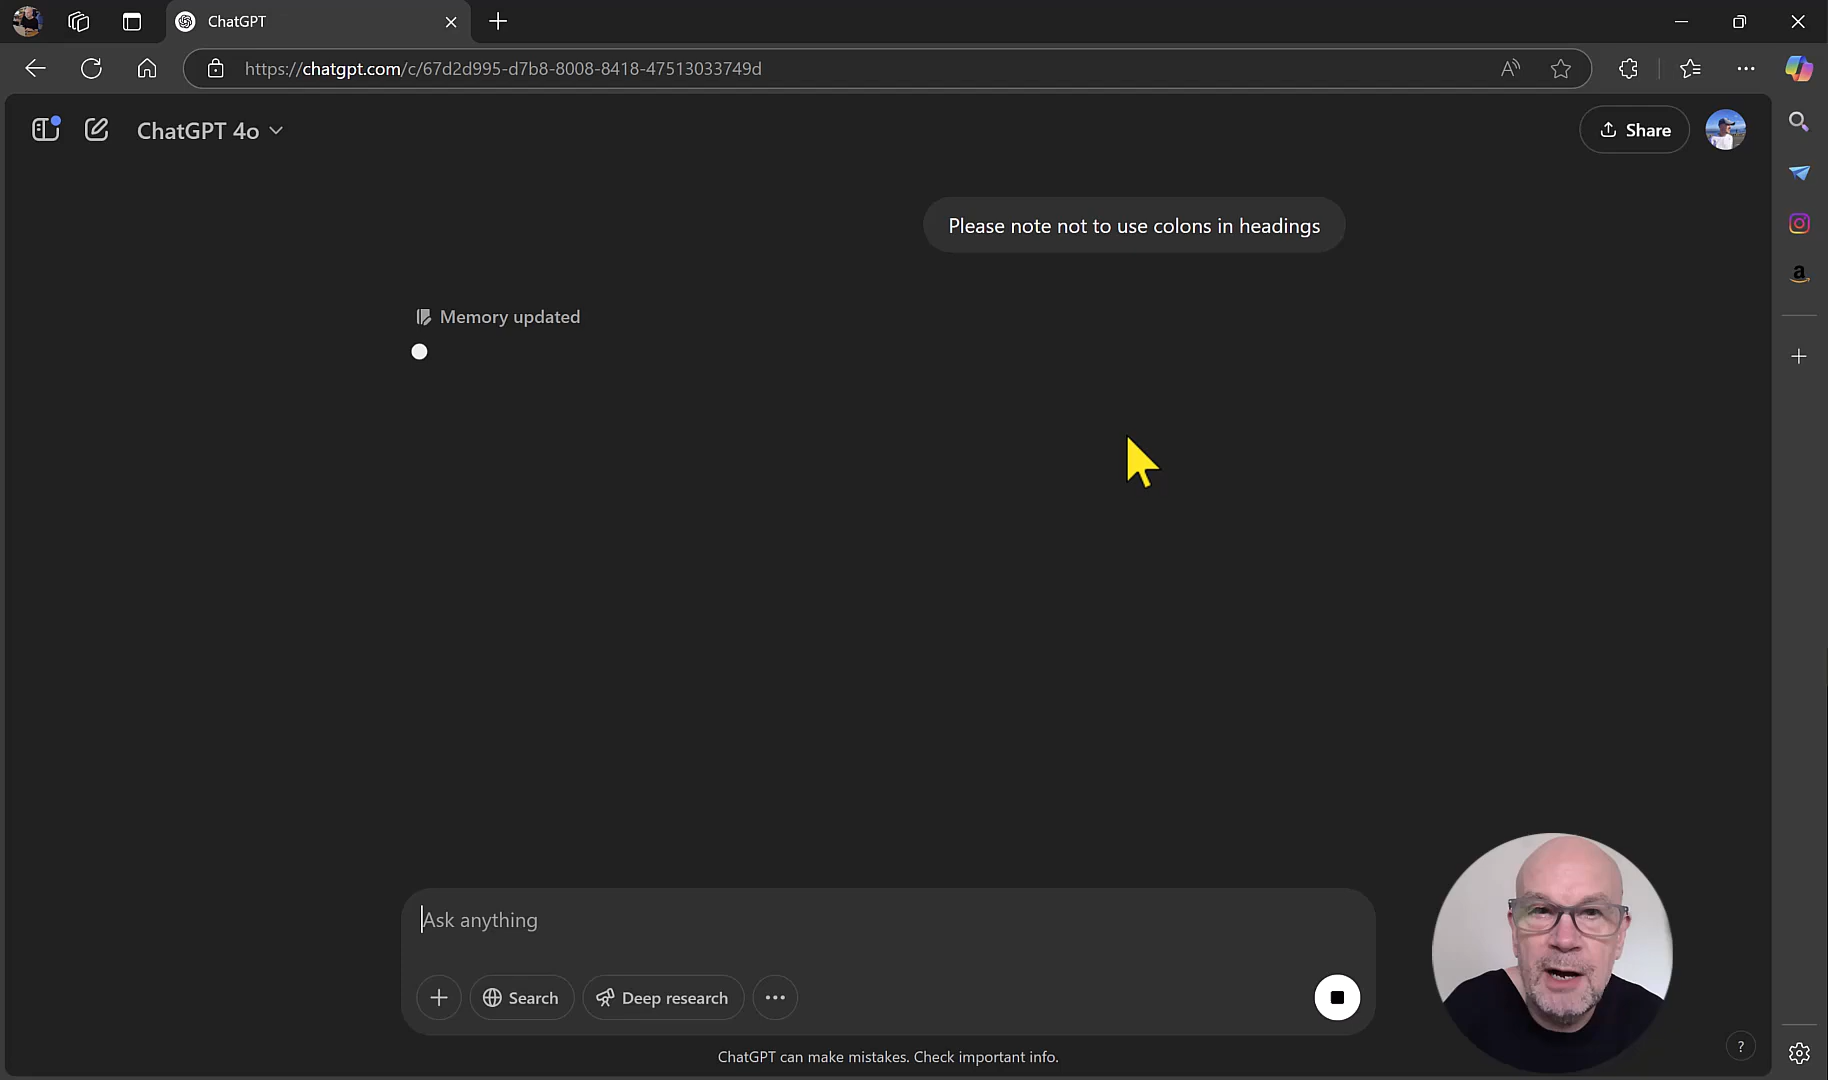 ChatGPT
https://chatgpt.com/c/67d2d995-d7b8-8008-8418-47513033749d
ChatGPT 4o
Share
Please note not to use colons in headings
Memory updated
Ask anything
Search
Deep research
ChatGPT can make mistakes. Check important info.
?